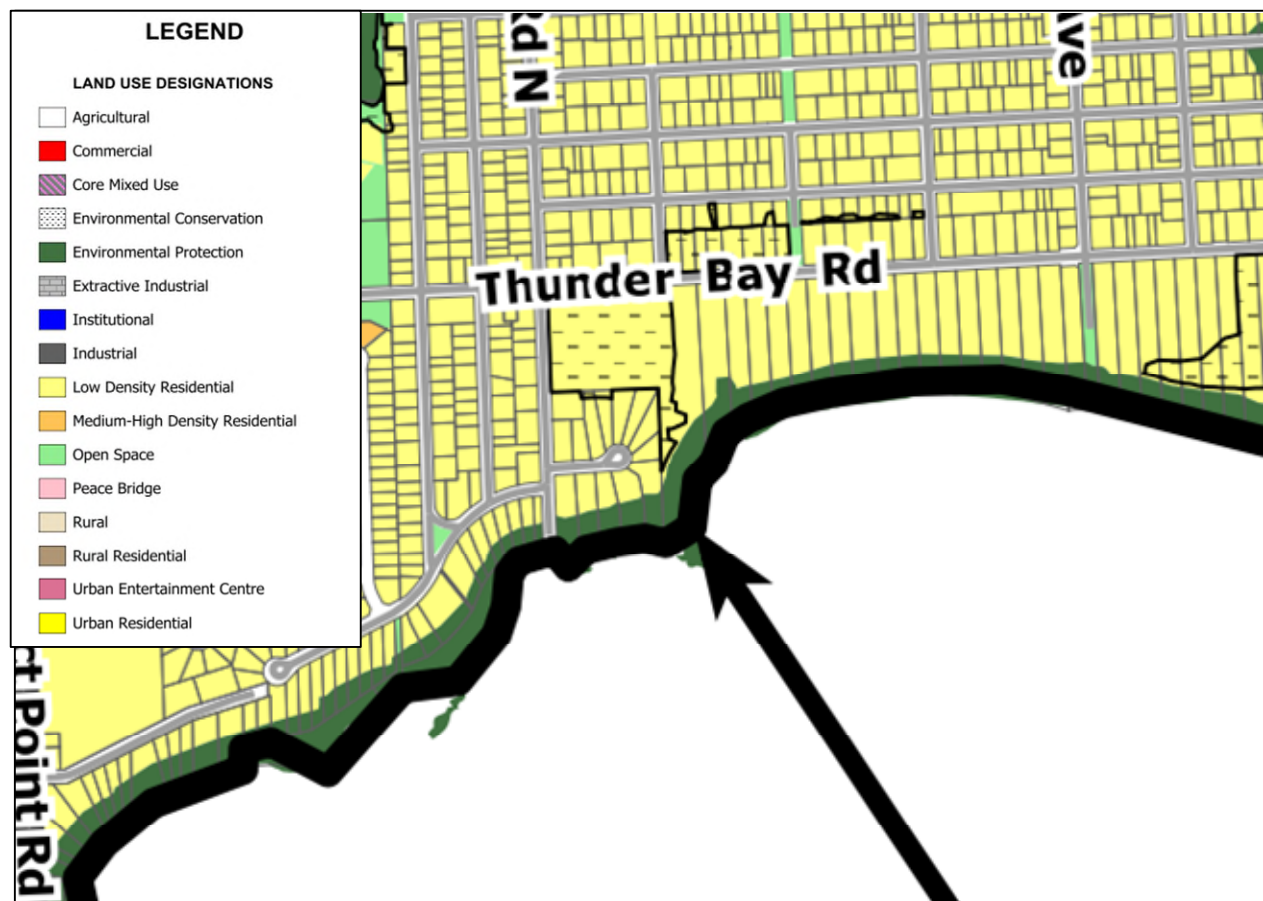 LEGEND
LAND USE DESIGNATIONS
Agricultural
Commercial
Core Mixed Use
Environmental Conservation
Environmental Protection
Extractive Industrial
Institutional
Industrial
Low Density Residential
Medium-High Density Residential
Open Space
Peace Bridge
Rural
Rural Residential
Urban Entertainment Centre
Urban Residential
Rd N
Ave
Thunder Bay Rd
ct Point Rd